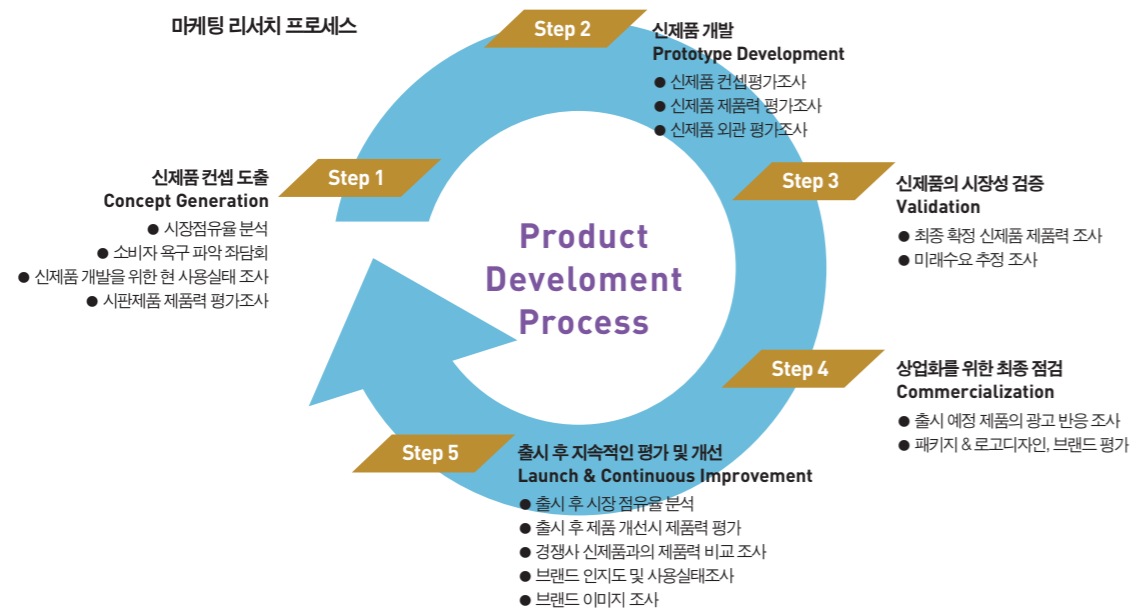 마케팅 리서치 프로세스
Step 1
신제품 컨셉 도출
Concept Generation
● 시장점유율 분석
● 소비자 욕구 파악 좌담회
● 신제품 개발을 위한 현 사용실태 조사
● 시판제품 제품력 평가조사
Step 2
신제품 개발
Prototype Development
● 신제품 컨셉평가조사
● 신제품 제품력 평가조사
● 신제품 외관 평가조사
Step 3
신제품의 시장성 검증
Validation
● 최종 확정 신제품 제품력 조사
● 미래수요 추정 조사
Step 4
상업화를 위한 최종 점검
Commercialization
● 출시 예정 제품의 광고 반응 조사
● 패키지 & 로고디자인, 브랜드 평가
Step 5
출시 후 지속적인 평가 및 개선
Launch & Continuous Improvement
● 출시 후 시장 점유율 분석
● 출시 후 제품 개선시 제품력 평가
● 경쟁사 신제품과의 제품력 비교 조사
● 브랜드 인지도 및 사용실태조사
● 브랜드 이미지 조사
Product
Develoment
Process